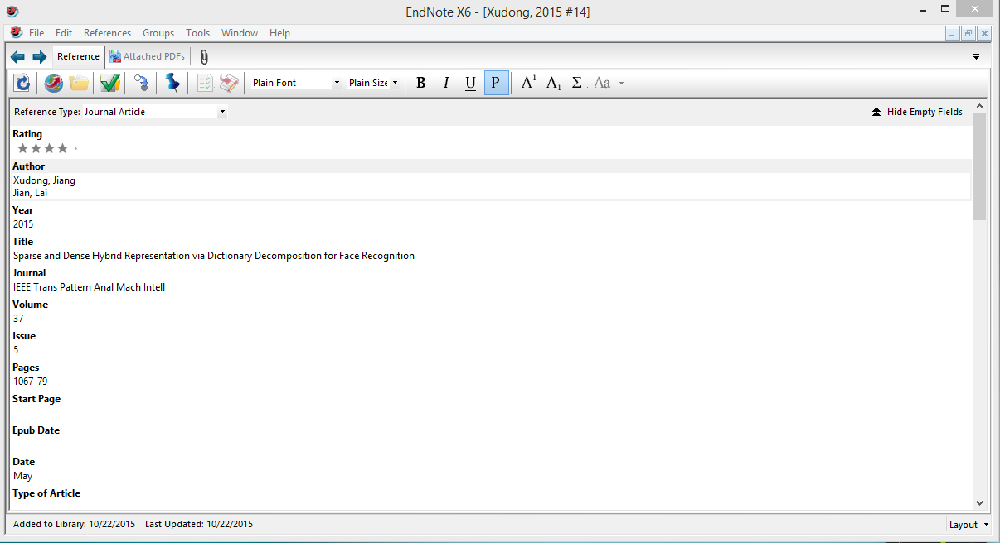 EndNote X6 - [Xudong, 2015 #14]
File Edit References Groups Tools Window Help
Reference Attached PDFs
Plain Font Plain Size B I U P A1 A1 Σ Aa
Reference Type: Journal Article Hide Empty Fields
Rating
Author
Xudong, Jiang
Jian, Lai
Year
2015
Title
Sparse and Dense Hybrid Representation via Dictionary Decomposition for Face Recognition
Journal
IEEE Trans Pattern Anal Mach Intell
Volume
37
Issue
5
Pages
1067-79
Start Page
Epub Date
Date
May
Type of Article
Added to Library: 10/22/2015 Last Updated: 10/22/2015 Layout